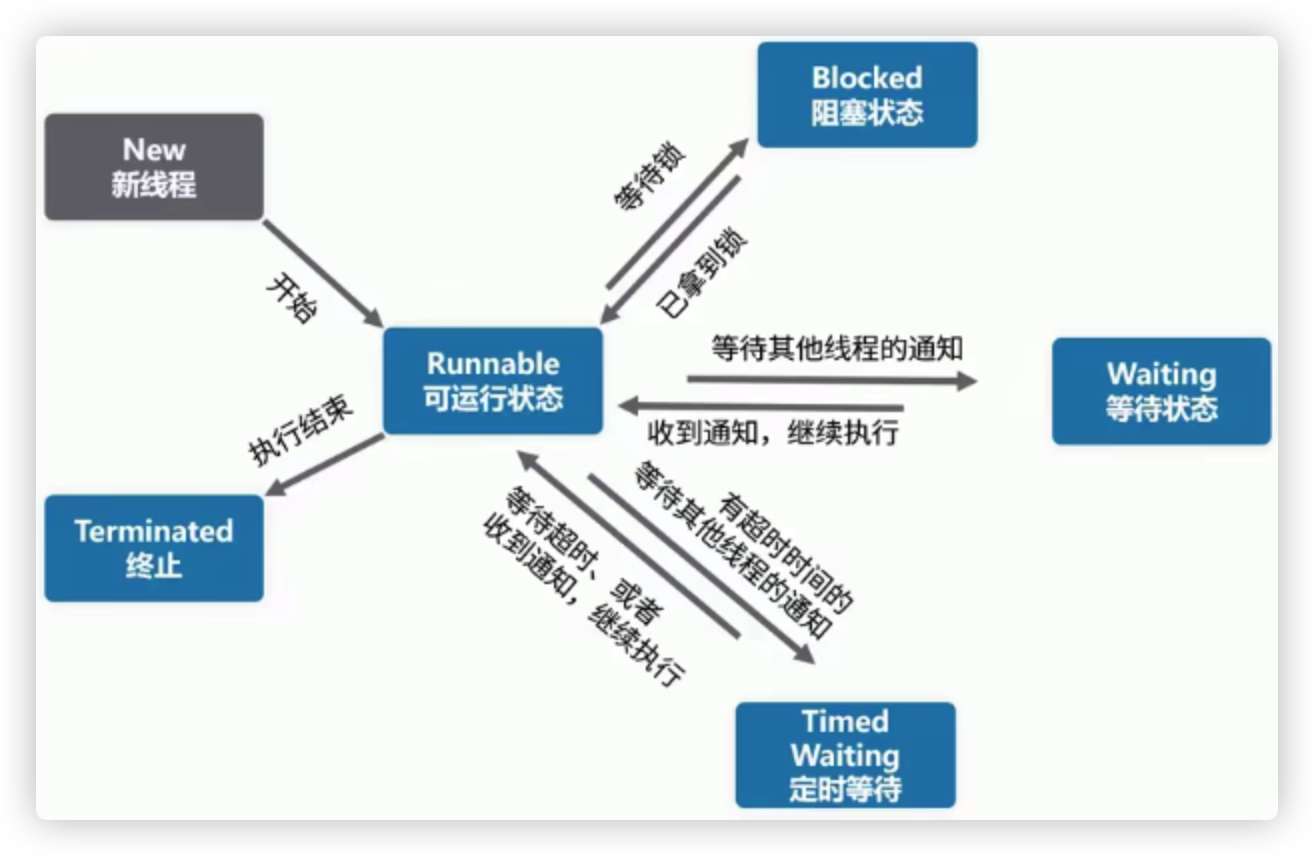 Blocked
阻塞状态
New
新线程
等待锁
已拿到锁
开始
等待其他线程的通知
Runnable
可运行状态
Waiting
等待状态
收到通知，继续执行
执行结束
有超时时间的
等待其他线程的通知
等待超时、或者
收到通知，继续执行
Terminated
终止
Timed
Waiting
定时等待